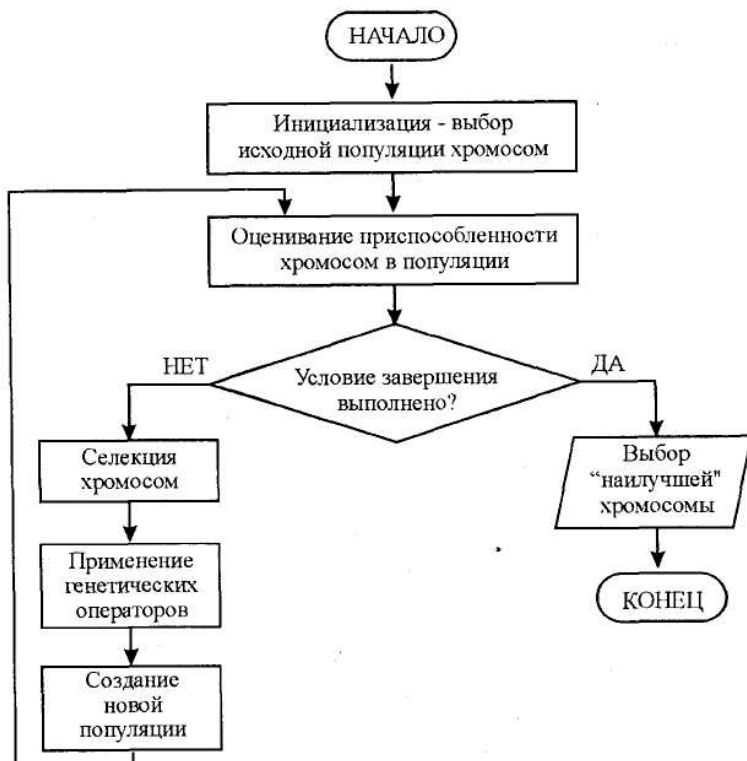 НАЧАЛО
Инициализация - выбор
исходной популяции хромосом
Оценивание приспособленности
хромосом в популяции
НЕТ
Условие завершения
выполнено?
ДА
Селекция
хромосом
Применение
генетических
операторов
Создание
новой
популяции
Выбор
“наилучшей"
хромосомы
КОНЕЦ